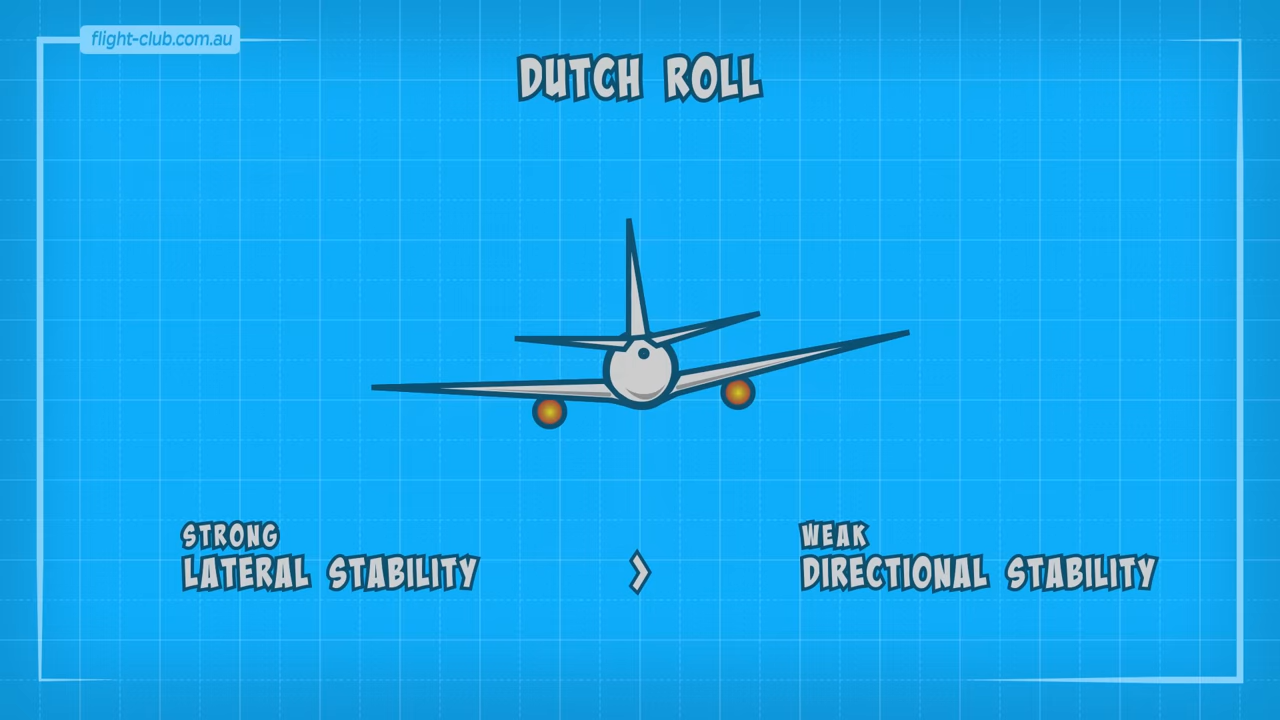 flight-club.com.au
DUTCH ROLL
STRONG
LATERAL STABILITY
>
WEAK
DIRECTIONAL STABILITY